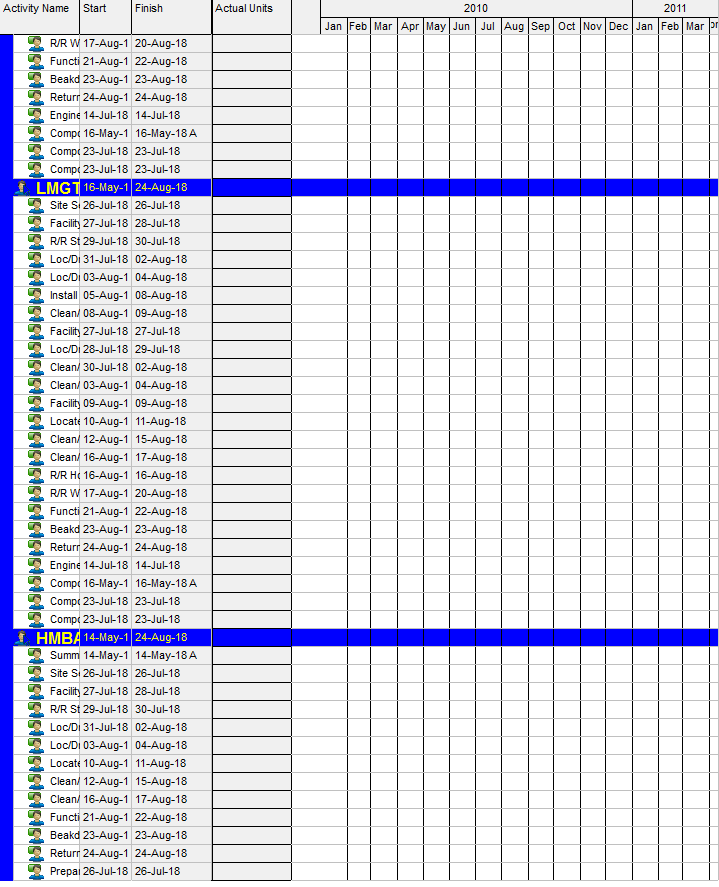 Activity Name Start Finish Actual Units 2010 2011
Jan Feb Mar Apr May Jun Jul Aug Sep Oct Nov Dec Jan Feb Mar
R/R W 17-Aug-1 20-Aug-18
Functi 21-Aug-1 22-Aug-18
Beakd 23-Aug-1 23-Aug-18
Return 24-Aug-1 24-Aug-18
Engine 14-Jul-18 14-Jul-18
Compo 16-May-1 16-May-18 A
Compo 23-Jul-18 23-Jul-18
Compo 23-Jul-18 23-Jul-18
LMGT 16-May-1 24-Aug-18
Site Se 26-Jul-18 26-Jul-18
Facility 27-Jul-18 28-Jul-18
R/R St 29-Jul-18 30-Jul-18
Loc/Dr 31-Jul-18 02-Aug-18
Loc/Dr 03-Aug-1 04-Aug-18
Install 05-Aug-1 08-Aug-18
Clean/ 08-Aug-1 09-Aug-18
Facility 27-Jul-18 27-Jul-18
Loc/Dr 28-Jul-18 29-Jul-18
Clean/ 30-Jul-18 02-Aug-18
Clean/ 03-Aug-1 04-Aug-18
Facility 09-Aug-1 09-Aug-18
Locate 10-Aug-1 11-Aug-18
Clean/ 12-Aug-1 15-Aug-18
Clean/ 16-Aug-1 17-Aug-18
R/R Ho 16-Aug-1 16-Aug-18
R/R W 17-Aug-1 20-Aug-18
Functi 21-Aug-1 22-Aug-18
Beakd 23-Aug-1 23-Aug-18
Return 24-Aug-1 24-Aug-18
Engine 14-Jul-18 14-Jul-18
Compo 16-May-1 16-May-18 A
Compo 23-Jul-18 23-Jul-18
Compo 23-Jul-18 23-Jul-18
HMBA 14-May-1 24-Aug-18
Summ 14-May-1 14-May-18 A
Site Se 26-Jul-18 26-Jul-18
Facility 27-Jul-18 28-Jul-18
R/R St 29-Jul-18 30-Jul-18
Loc/Dr 31-Jul-18 02-Aug-18
Loc/Dr 03-Aug-1 04-Aug-18
Locate 10-Aug-1 11-Aug-18
Clean/ 12-Aug-1 15-Aug-18
Clean/ 16-Aug-1 17-Aug-18
Functi 21-Aug-1 22-Aug-18
Beakd 23-Aug-1 23-Aug-18
Return 24-Aug-1 24-Aug-18
Prepar 26-Jul-18 26-Jul-18